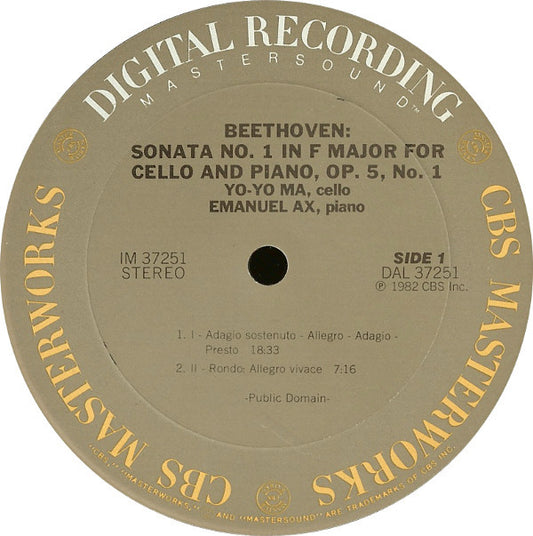 DIGITAL RECORDING
MASTERSOUND™
BEETHOVEN:
SONATA NO. 1 IN F MAJOR FOR
CELLO AND PIANO, OP. 5, No. 1
YO-YO MA, cello
EMANUEL AX, piano
IM 37251
STEREO
SIDE 1
DAL 37251
℗ 1982 CBS Inc.
1. I - Adagio sostenuto - Allegro - Adagio -
Presto 18:33
2. II - Rondo: Allegro vivace 7:16
-Public Domain-
CBS MASTERWORKS
CBS MASTERWORKS
"CBS," "MASTERWORKS," AND "MASTERSOUND" ARE TRADEMARKS OF CBS INC.